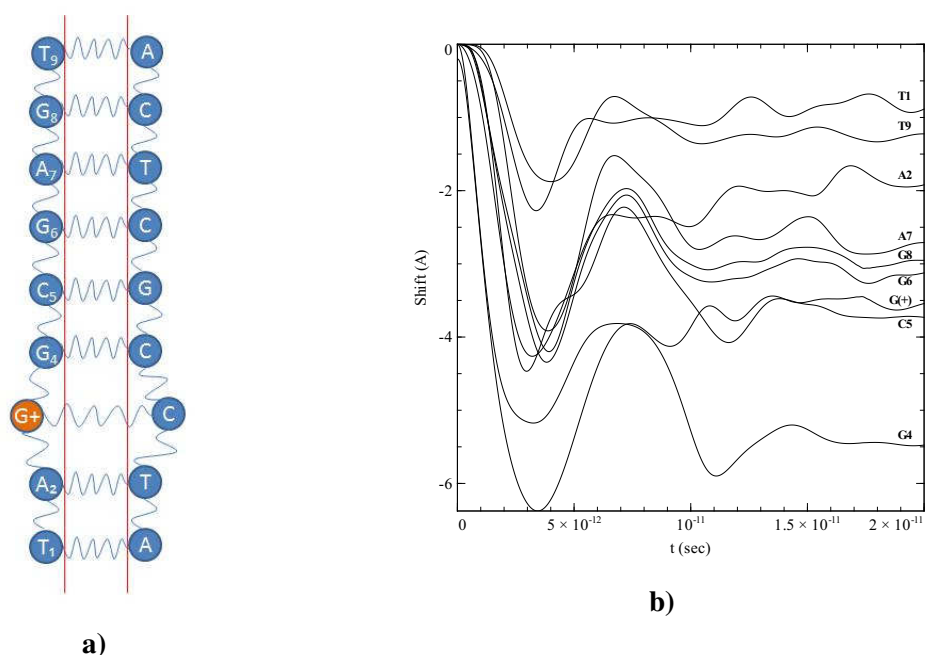 T₉ A
G₈ C
A₇ T
G₆ C
C₅ G
G₄ C
G+ C
A₂ T
T₁ A
a)
0
-2
-4
-6
Shift (A)
T1
T9
A2
A7
G8
G6
G(+)
C5
G4
0 5 × 10⁻¹² 10⁻¹¹ 1.5 × 10⁻¹¹ 2 × 10⁻¹¹
t (sec)
b)